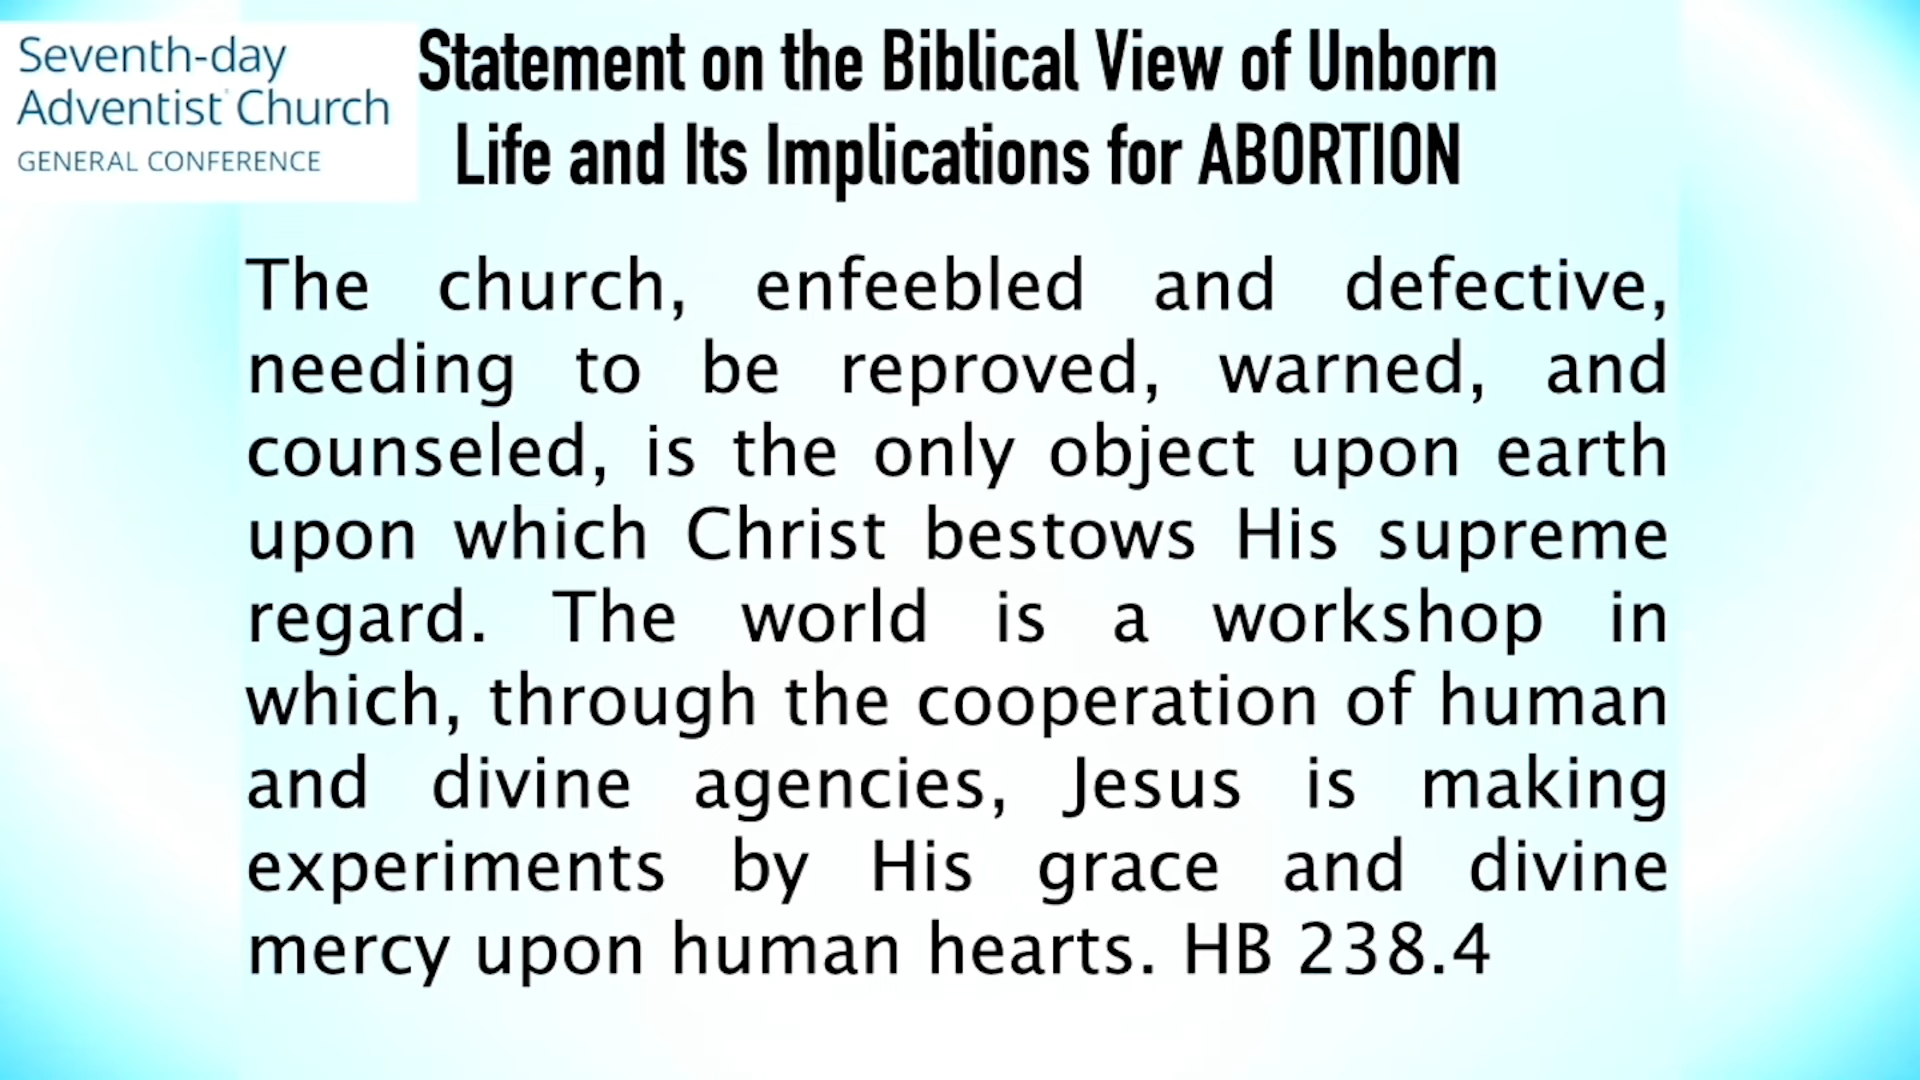 Seventh-day
Adventist Church
GENERAL CONFERENCE
Statement on the Biblical View of Unborn
Life and Its Implications for ABORTION
The church, enfeebled and defective,
needing to be reproved, warned, and
counseled, is the only object upon earth
upon which Christ bestows His supreme
regard. The world is a workshop in
which, through the cooperation of human
and divine agencies, Jesus is making
experiments by His grace and divine
mercy upon human hearts. HB 238.4